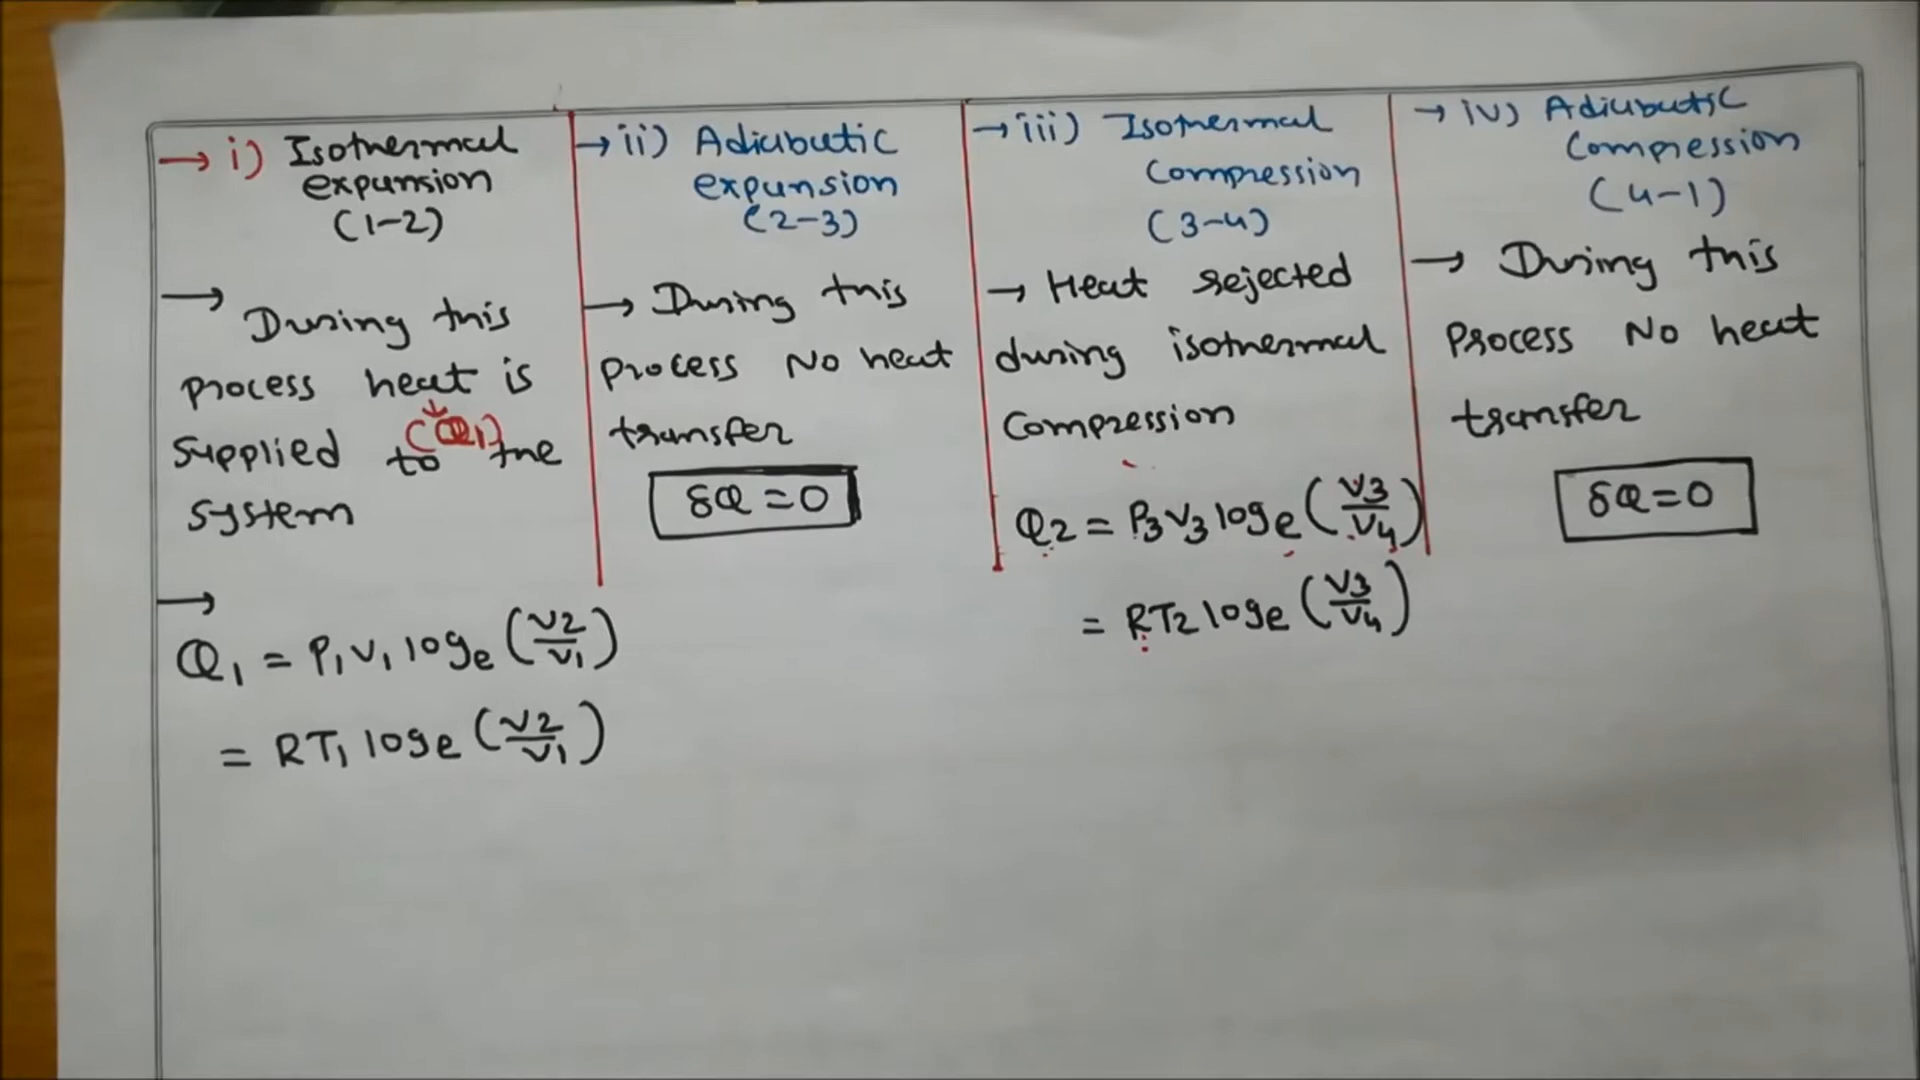 → i) Isothermal
expansion
(1-2)
→ During this
process heat is
(Q1)
supplied to the
system
→
Q1 = P1V1 loge (V2/V1)
= RT1 loge (V2/V1)
→ ii) Adiabatic
expansion
(2-3)
→ During this
process No heat
transfer
δQ = 0
→ iii) Isothermal
Compression
(3-4)
→ Heat rejected
during isothermal
Compression
Q2 = P3V3 loge (V3/V4)
= RT2 loge (V3/V4)
→ iv) Adiabatic
Compression
(4-1)
→ During this
Process No heat
transfer
δQ = 0